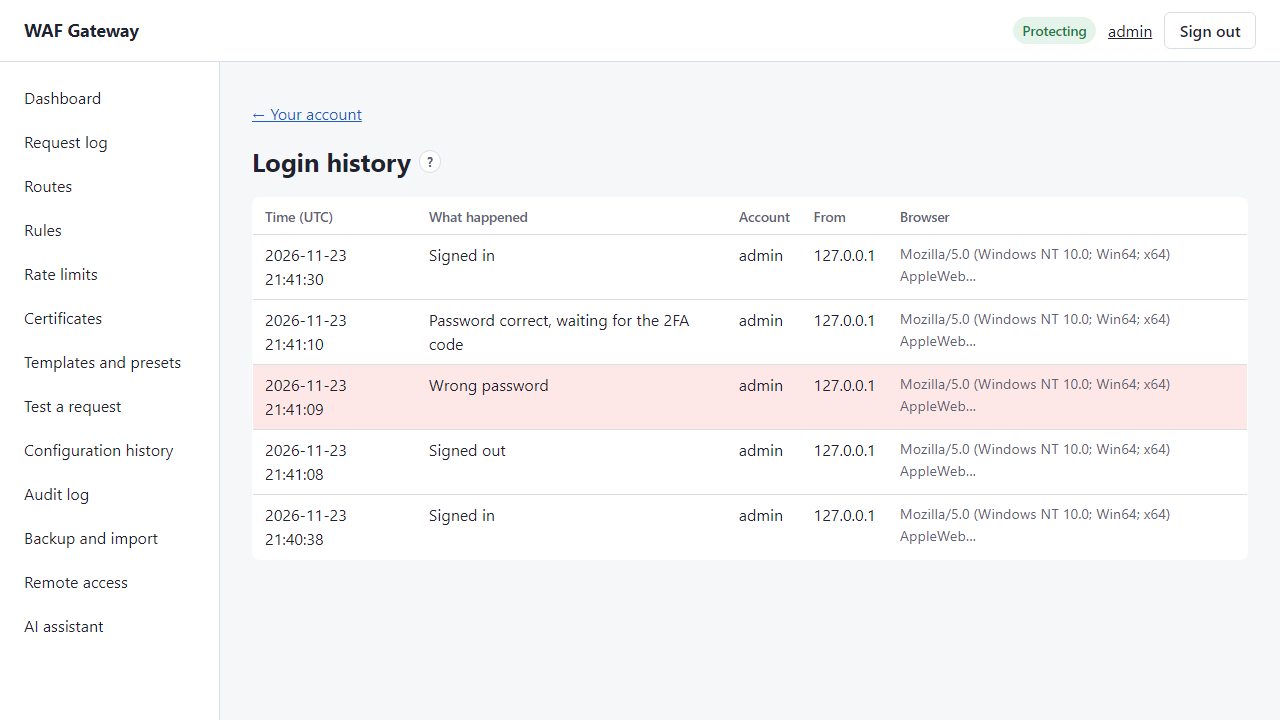 WAF Gateway
Protecting
admin
Sign out
Dashboard
Request log
Routes
Rules
Rate limits
Certificates
Templates and presets
Test a request
Configuration history
Audit log
Backup and import
Remote access
AI assistant
← Your account
Login history ?
Time (UTC) What happened Account From Browser
2026-11-23 21:41:30 Signed in admin 127.0.0.1 Mozilla/5.0 (Windows NT 10.0; Win64; x64) AppleWeb…
2026-11-23 21:41:10 Password correct, waiting for the 2FA code admin 127.0.0.1 Mozilla/5.0 (Windows NT 10.0; Win64; x64) AppleWeb…
2026-11-23 21:41:09 Wrong password admin 127.0.0.1 Mozilla/5.0 (Windows NT 10.0; Win64; x64) AppleWeb…
2026-11-23 21:41:08 Signed out admin 127.0.0.1 Mozilla/5.0 (Windows NT 10.0; Win64; x64) AppleWeb…
2026-11-23 21:40:38 Signed in admin 127.0.0.1 Mozilla/5.0 (Windows NT 10.0; Win64; x64) AppleWeb…